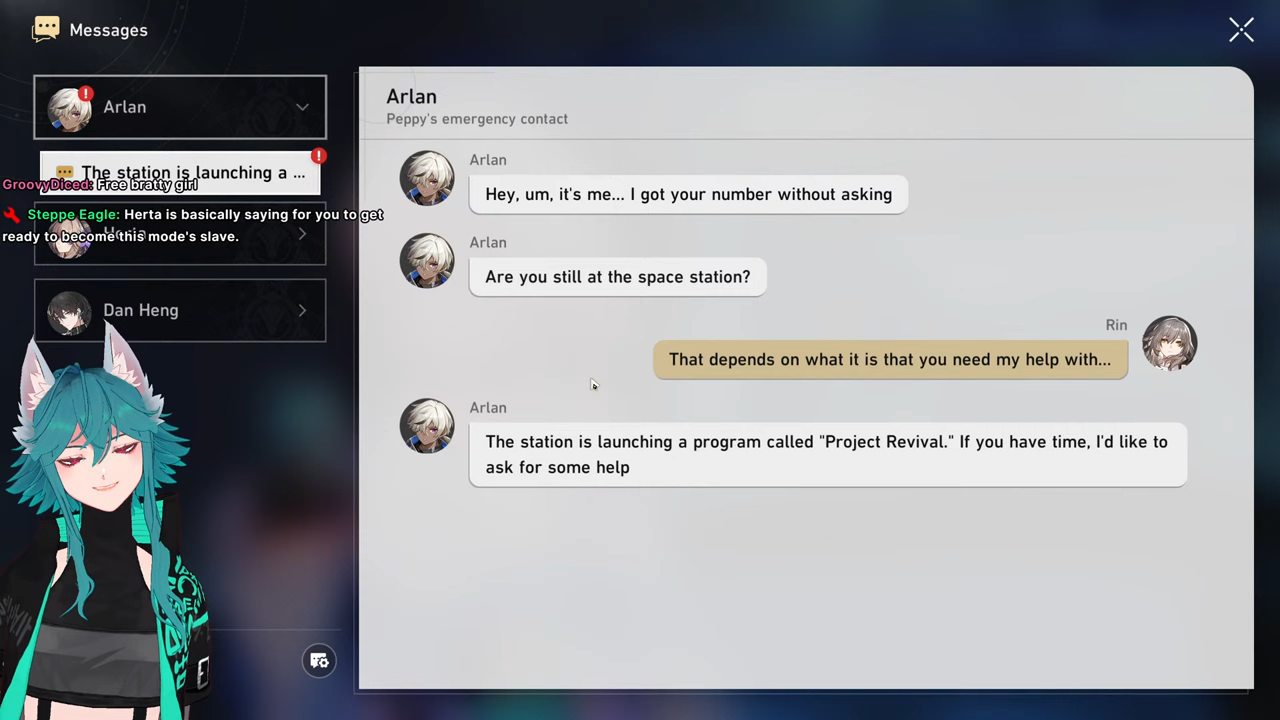 Messages
Arlan
The station is launching a ...
GroovyDiced: Free bratty girl
Steppe Eagle: Herta is basically saying for you to get
ready to become this mode's slave.
Dan Heng
Arlan
Peppy's emergency contact
Arlan
Hey, um, it's me... I got your number without asking
Arlan
Are you still at the space station?
Rin
That depends on what it is that you need my help with...
Arlan
The station is launching a program called "Project Revival." If you have time, I'd like to
ask for some help